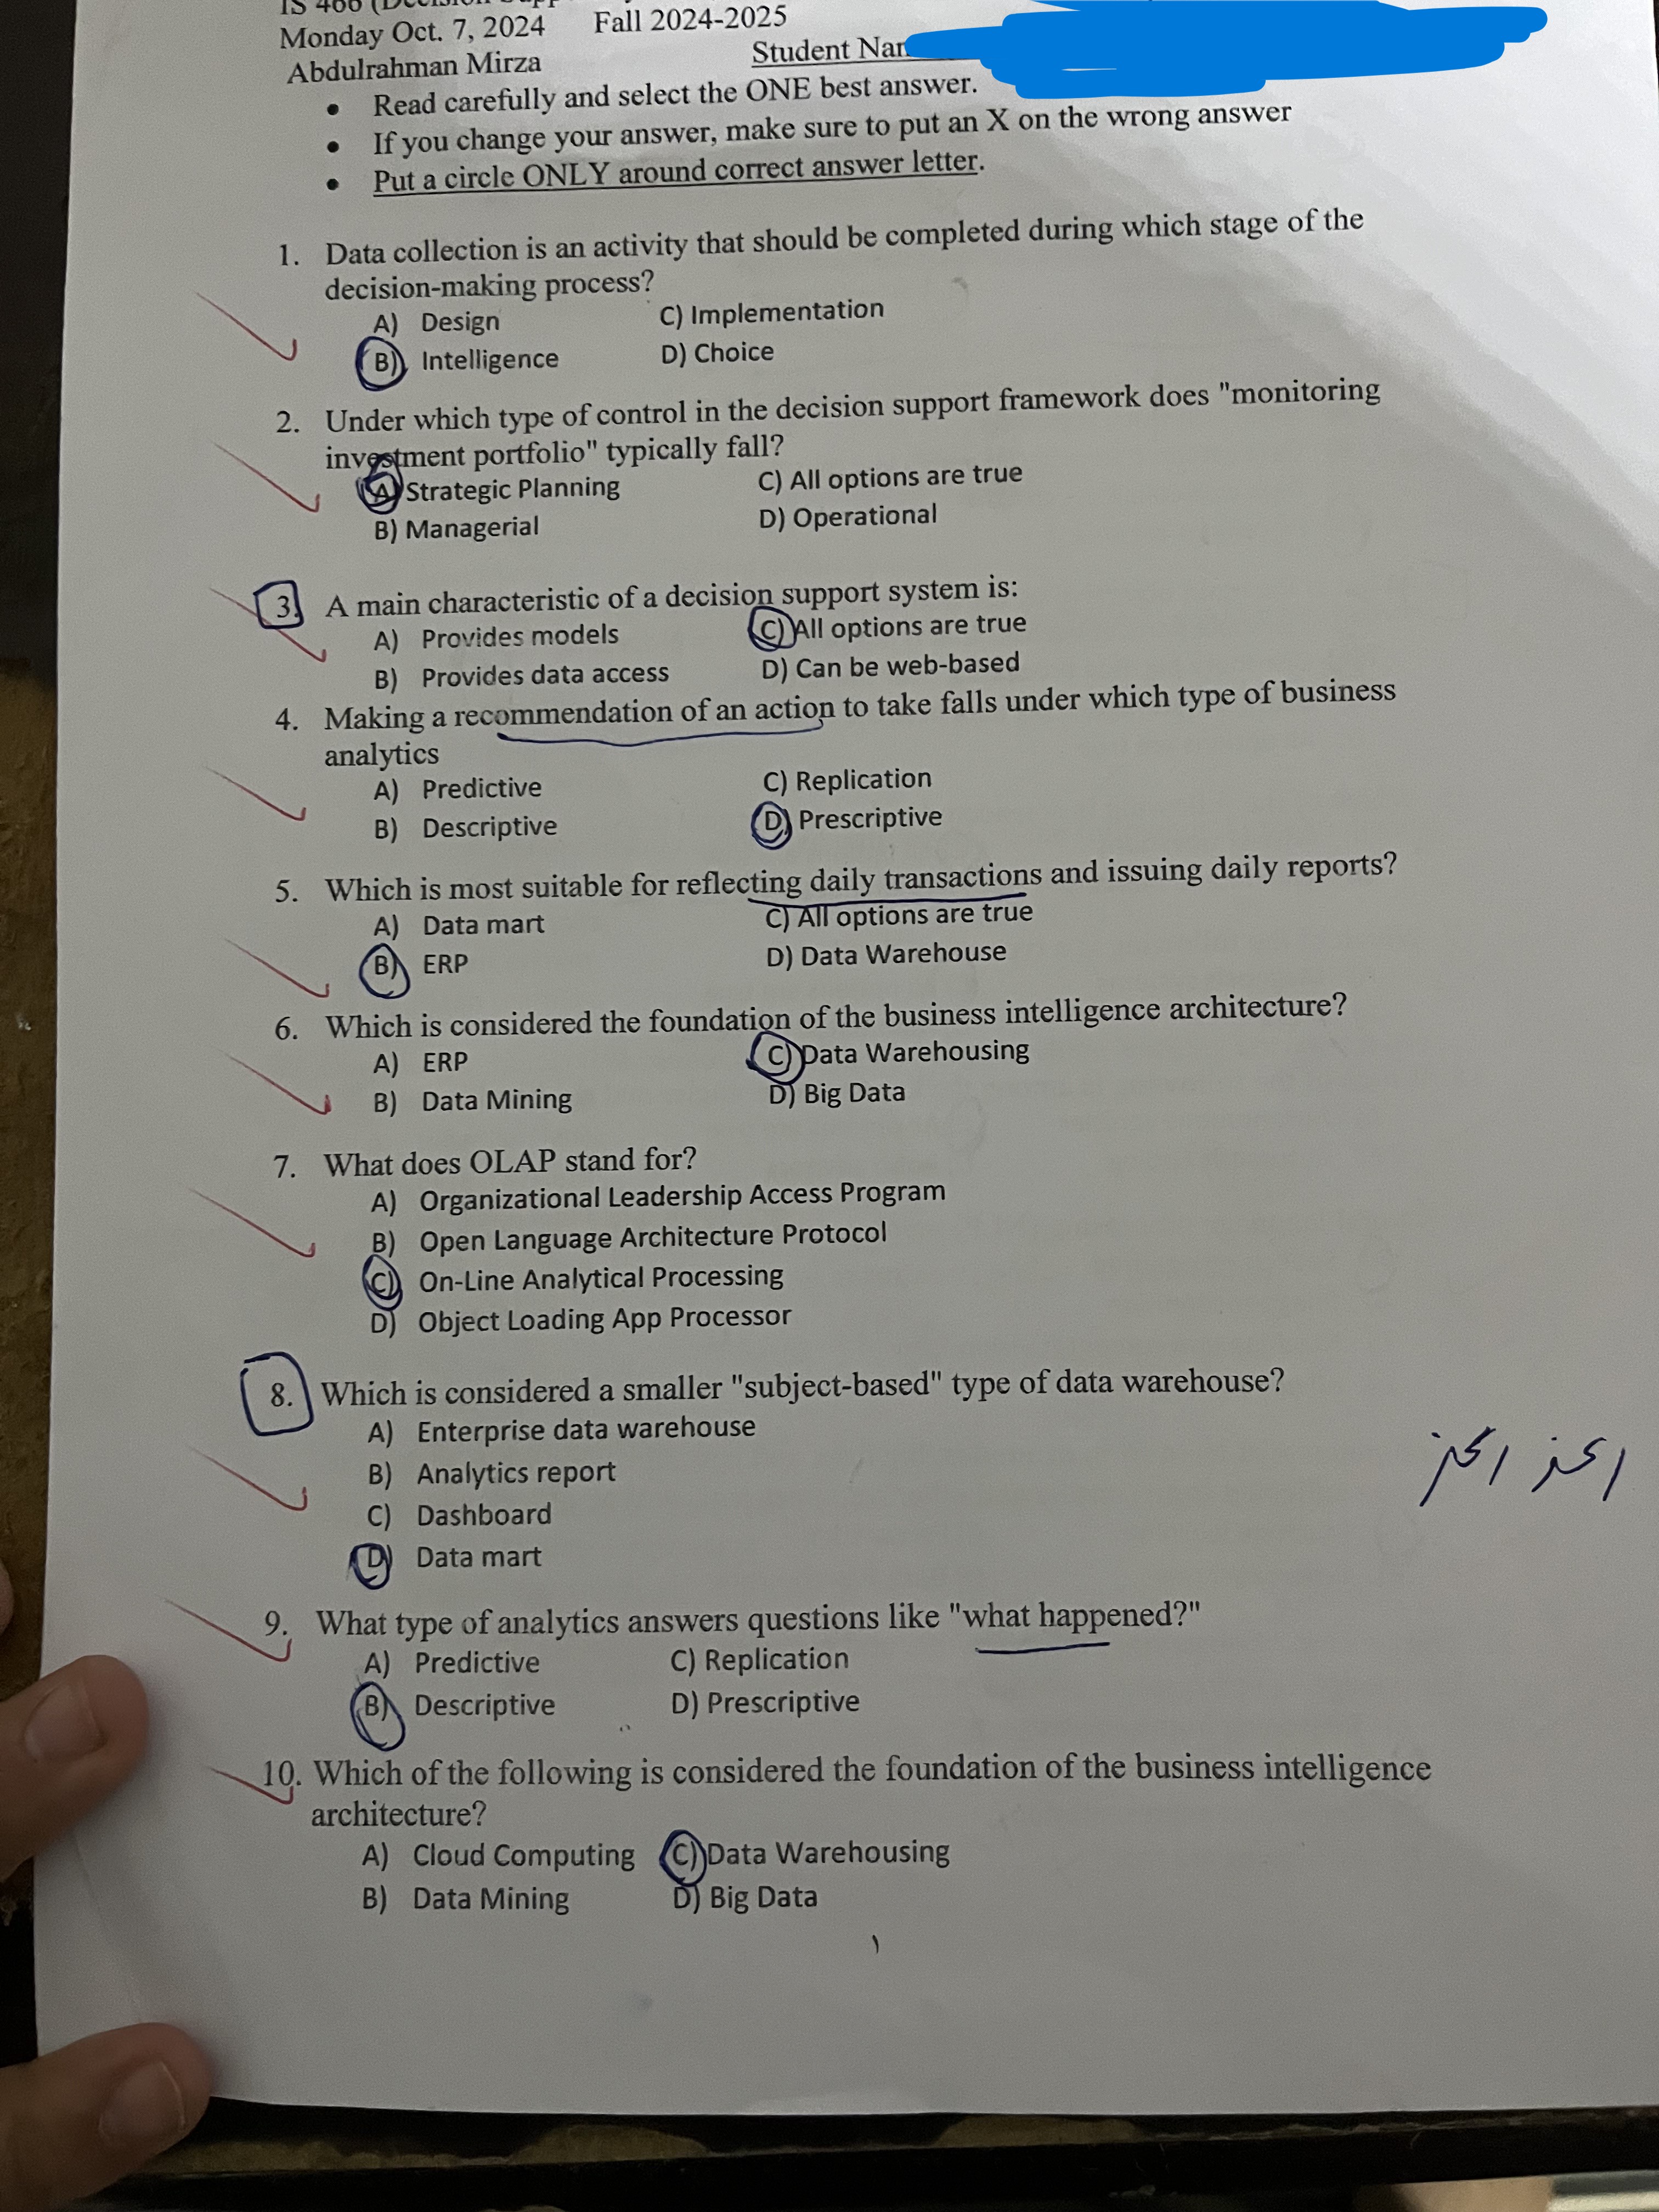 Monday Oct. 7, 2024 Fall 2024-2025
Abdulrahman Mirza Student
• Read carefully and select the ONE best answer.
• If you change your answer, make sure to put an X on the wrong answer
• Put a circle ONLY around correct answer letter.
1. Data collection is an activity that should be completed during which stage of the
decision-making process?
A) Design C) Implementation
B) Intelligence D) Choice
2. Under which type of control in the decision support framework does "monitoring
investment portfolio" typically fall?
A) Strategic Planning C) All options are true
B) Managerial D) Operational
3. A main characteristic of a decision support system is:
A) Provides models C) All options are true
B) Provides data access D) Can be web-based
4. Making a recommendation of an action to take falls under which type of business
analytics
A) Predictive C) Replication
B) Descriptive D) Prescriptive
5. Which is most suitable for reflecting daily transactions and issuing daily reports?
A) Data mart C) All options are true
B) ERP D) Data Warehouse
6. Which is considered the foundation of the business intelligence architecture?
A) ERP C) Data Warehousing
B) Data Mining D) Big Data
7. What does OLAP stand for?
A) Organizational Leadership Access Program
B) Open Language Architecture Protocol
C) On-Line Analytical Processing
D) Object Loading App Processor
8. Which is considered a smaller "subject-based" type of data warehouse?
A) Enterprise data warehouse
B) Analytics report
C) Dashboard
D) Data mart
9. What type of analytics answers questions like "what happened?"
A) Predictive C) Replication
B) Descriptive D) Prescriptive
10. Which of the following is considered the foundation of the business intelligence
architecture?
A) Cloud Computing C) Data Warehousing
B) Data Mining D) Big Data
١